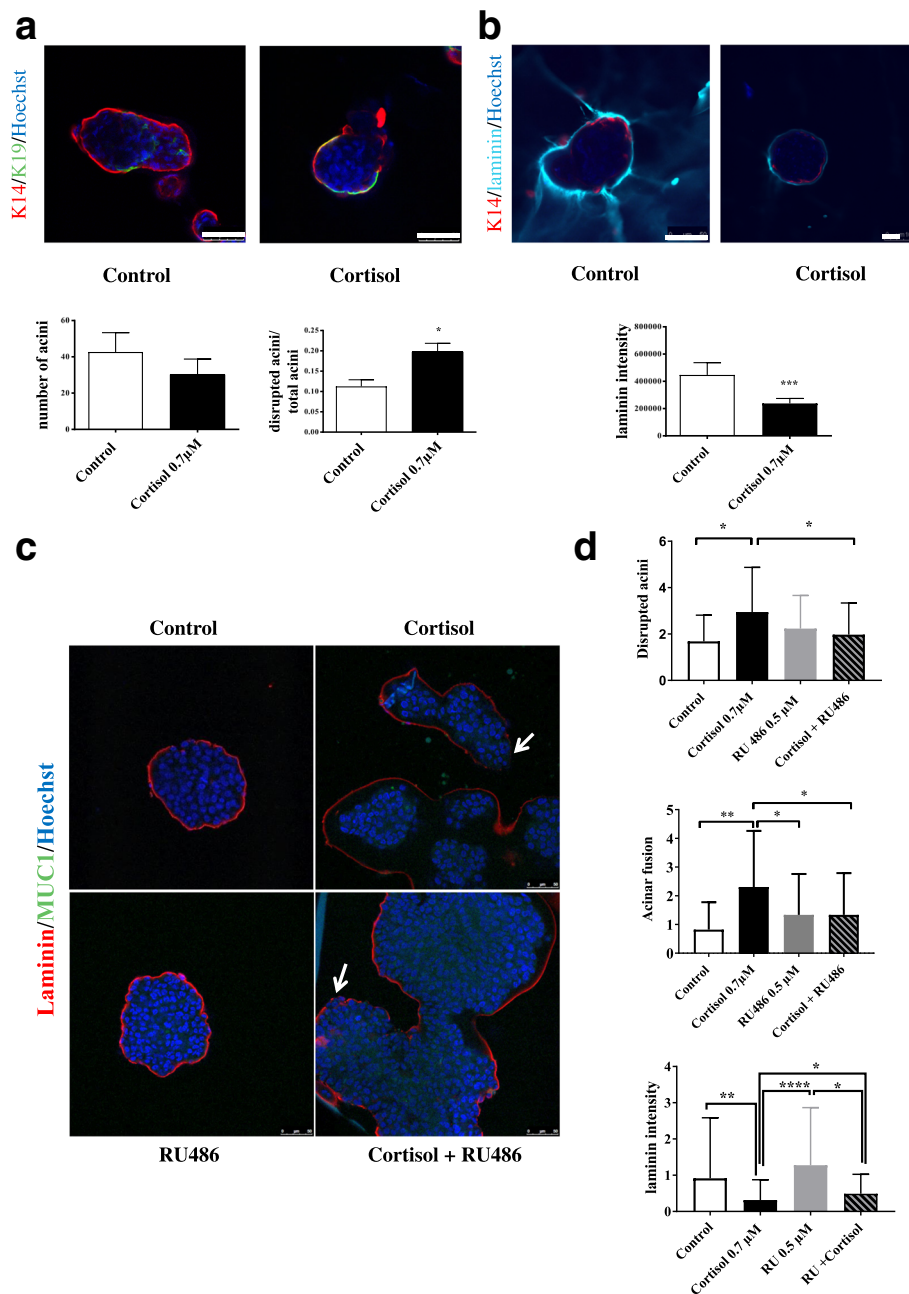 a
b
K14/K19/Hoechst
K14/laminin/Hoechst
Control
Cortisol
Control
Cortisol
number of acini
60
40
20
0
Control
Cortisol 0.7µM
disrupted acini/
total acini
0.25
0.20
0.15
0.10
0.05
0.00
*
Control
Cortisol 0.7µM
laminin intensity
800000
600000
400000
200000
0
***
Control
Cortisol 0.7µM
c
Laminin/MUC1/Hoechst
Control
Cortisol
RU486
Cortisol + RU486
d
Disrupted acini
6
4
2
0
*
*
Control
Cortisol 0.7µM
RU 486 0.5 µM
Cortisol + RU486
Acinar fusion
5
4
3
2
1
0
**
*
*
Control
Cortisol 0.7µM
RU486 0.5 µM
Cortisol + RU486
laminin intensity
4
3
2
1
0
**
****
*
*
Control
Cortisol 0.7 µM
RU 0.5 µM
RU +Cortisol